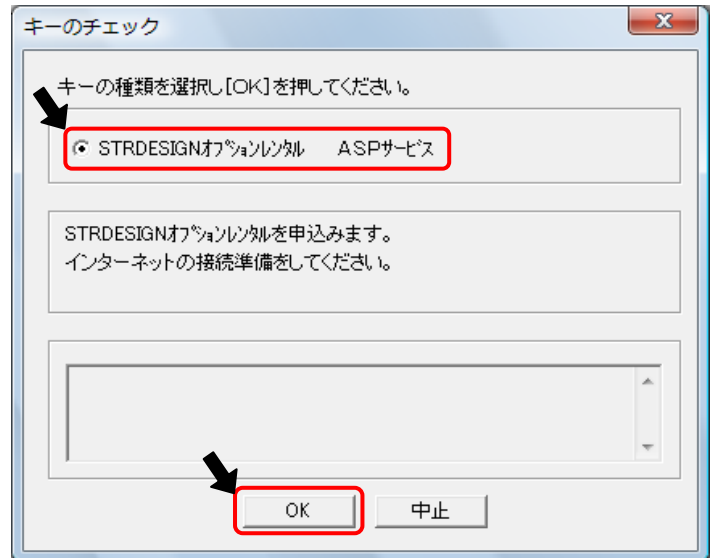 キーのチェック
キーの種類を選択し[OK]を押してください。
STRDESIGNオプションレンタル ASPサービス
STRDESIGNオプションレンタルを申込みます。
インターネットの接続準備をしてください。
OK 中止